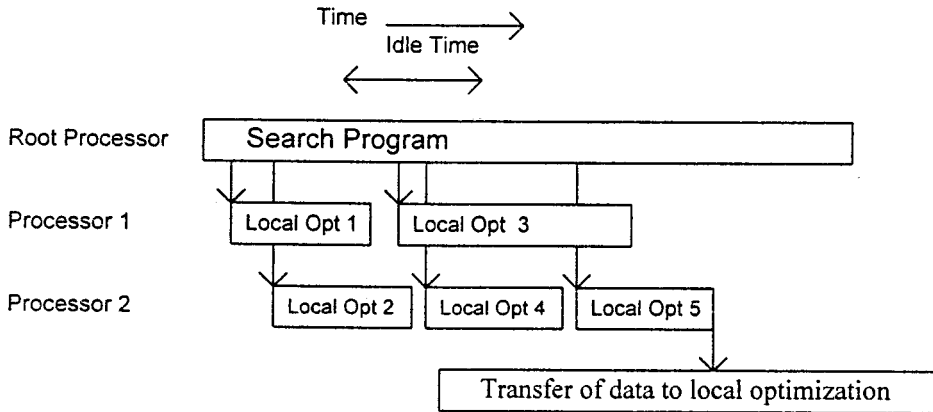 Time
Idle Time
Root Processor
Search Program
Processor 1
Local Opt 1
Local Opt 3
Processor 2
Local Opt 2
Local Opt 4
Local Opt 5
Transfer of data to local optimization